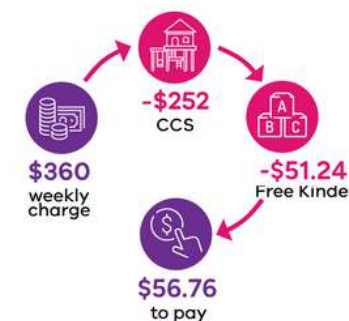 $360
weekly
charge
-$252
CCS
A
B C
-$51.24
Free Kinder
$56.76
to pay